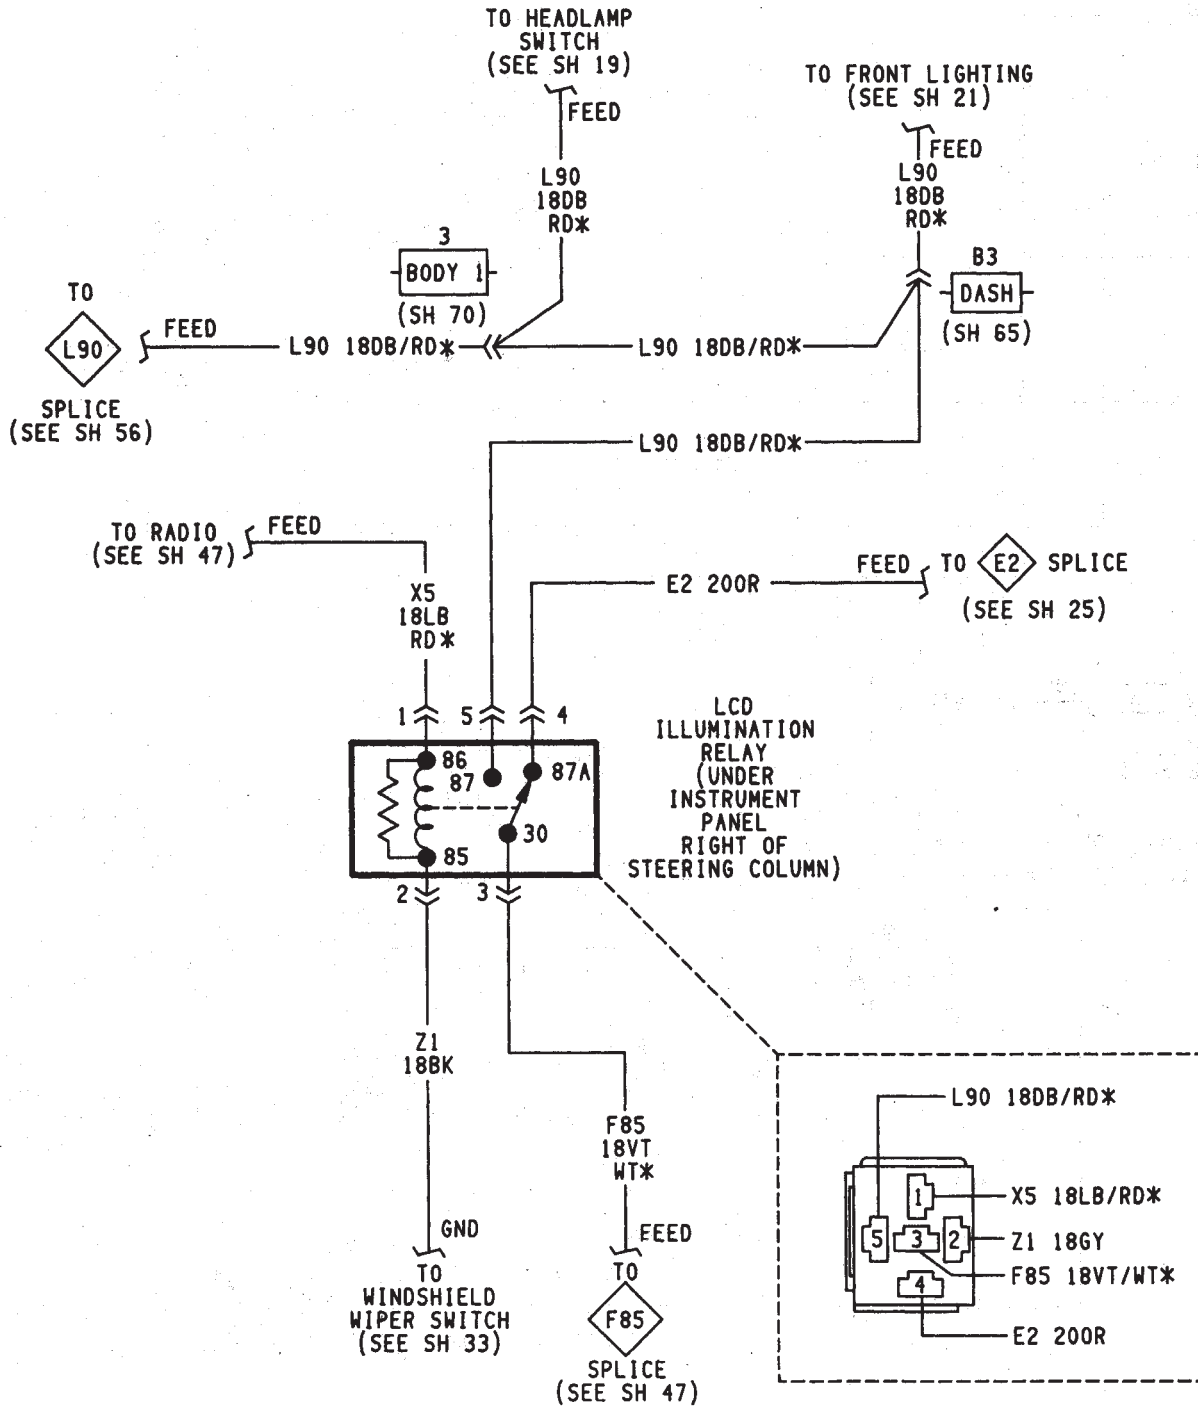 TO HEADLAMP
SWITCH
(SEE SH 19)
FEED
L90
18DB
RD*
TO FRONT LIGHTING
(SEE SH 21)
FEED
L90
18DB
RD*
3
BODY 1
(SH 70)
B3
DASH
(SH 65)
TO
L90
SPLICE
(SEE SH 56)
FEED
L90 18DB/RD*
L90 18DB/RD*
L90 18DB/RD*
TO RADIO
(SEE SH 47)
FEED
X5
18LB
RD*
E2 20OR
FEED
TO E2 SPLICE
(SEE SH 25)
1
5
4
86
87
87A
30
85
2
3
LCD
ILLUMINATION
RELAY
(UNDER
INSTRUMENT
PANEL
RIGHT OF
STEERING COLUMN)
Z1
18BK
GND
TO
WINDSHIELD
WIPER SWITCH
(SEE SH 33)
F85
18VT
WT*
FEED
TO
F85
SPLICE
(SEE SH 47)
L90 18DB/RD*
1
X5 18LB/RD*
5
3
2
Z1 18GY
F85 18VT/WT*
4
E2 20OR